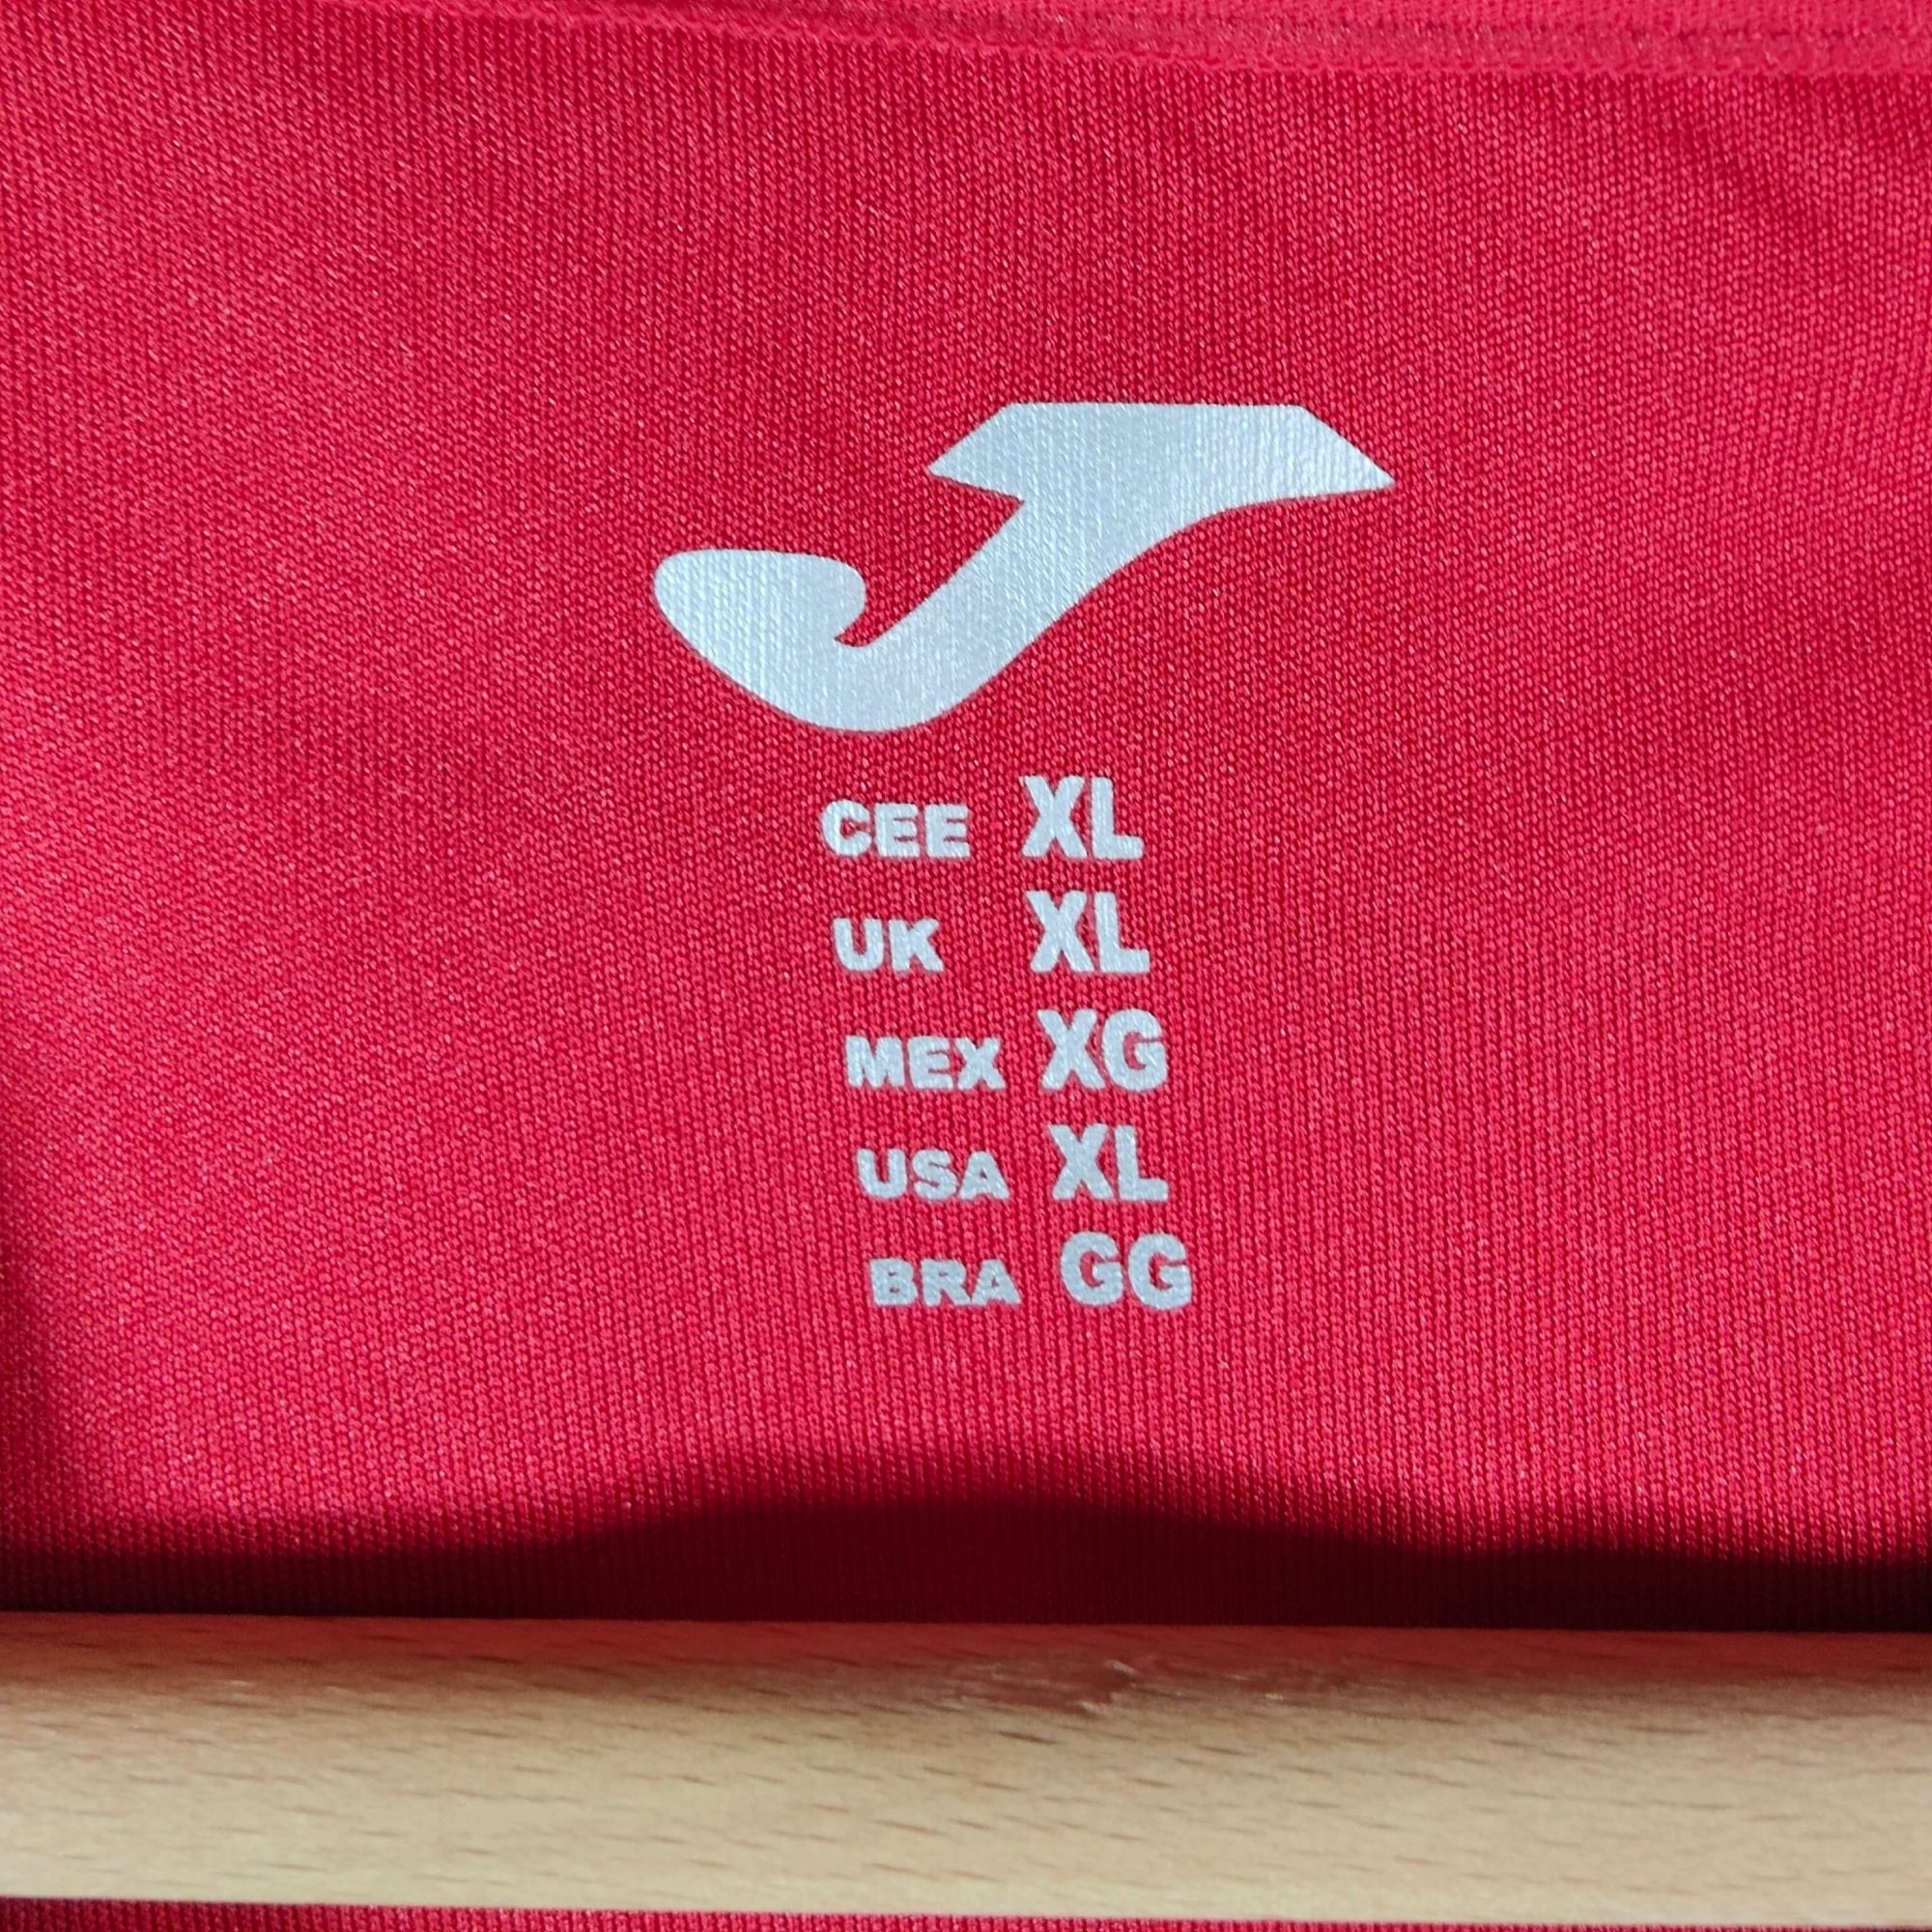 CEE XL
UK XL
MEX XG
USA XL
BRA GG